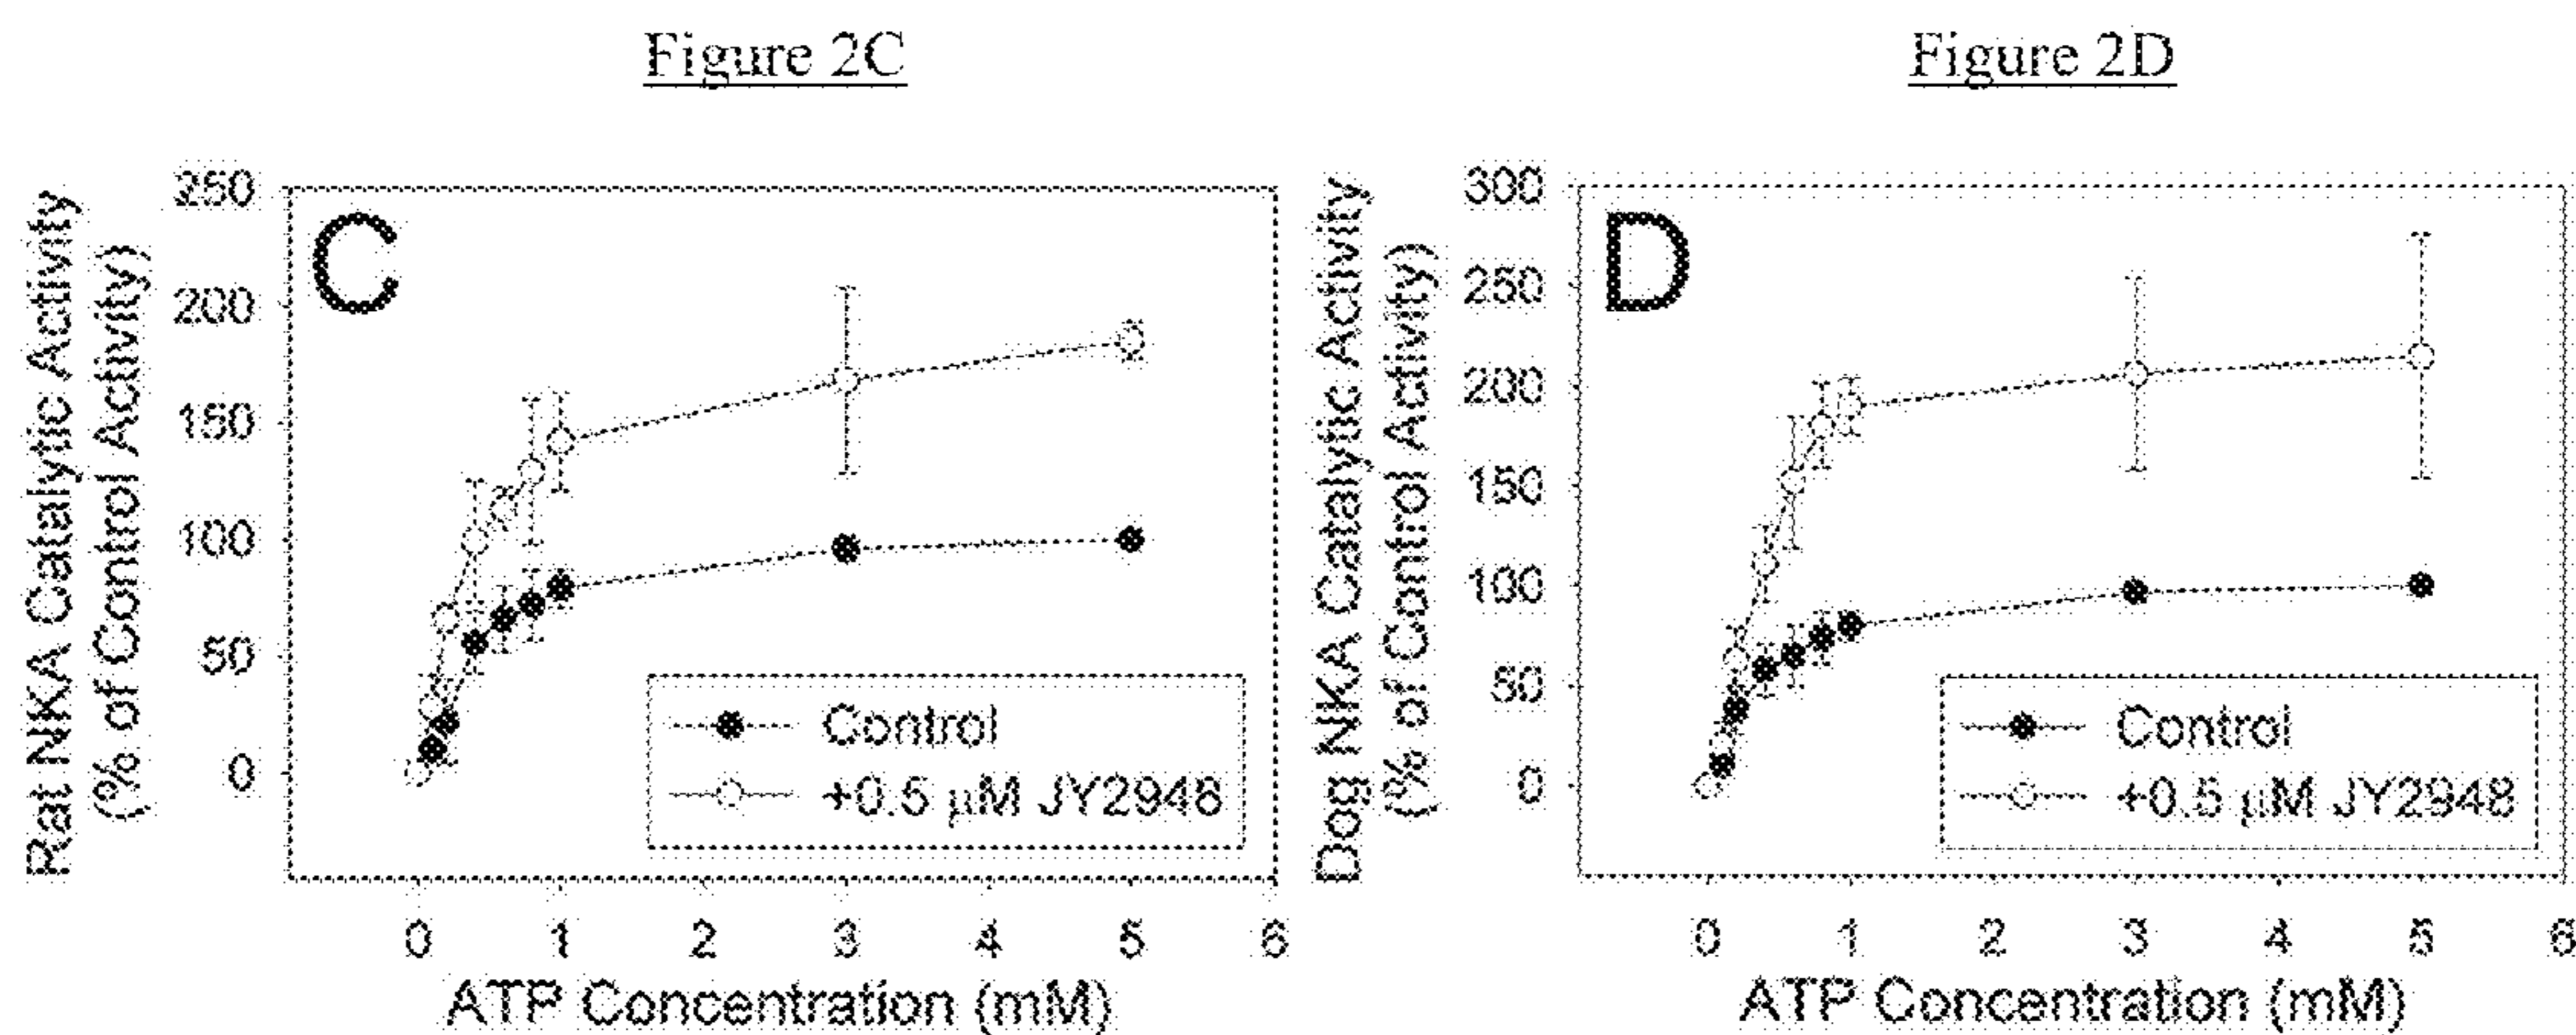 Figure 2C
Rat NKA Catalytic Activity
(% of Control Activity)
250
200
150
100
50
0
C
Control
+0.5 µM JY2948
0 1 2 3 4 5 6
ATP Concentration (mM)
Figure 2D
Dog NKA Catalytic Activity
(% of Control Activity)
300
250
200
150
100
50
0
D
Control
+0.5 µM JY2948
0 1 2 3 4 5 6
ATP Concentration (mM)